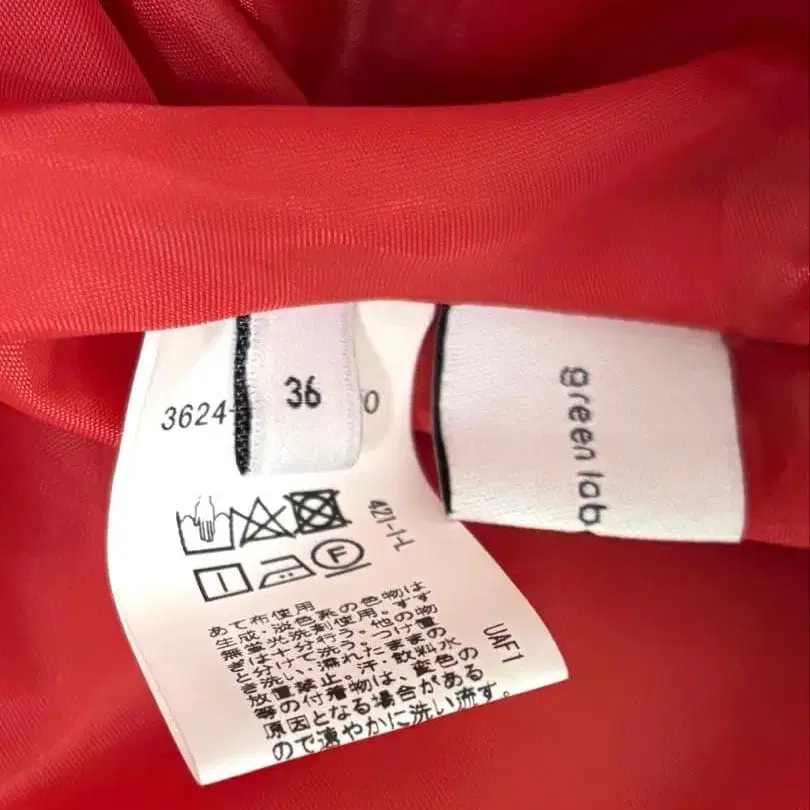 3624-
36
0
green lab
421-1-L
F
UAF1
あて布使用
生成・淡色系の色物は
無蛍光洗剤使用。すす
ぎは十分行う。他の物
と分けて洗う。つけ置
き洗い・濡れたままの
放置禁止。汗・飲料水
等の付着物は、変色の
原因となる場合がある
ので速やかに洗い流す。